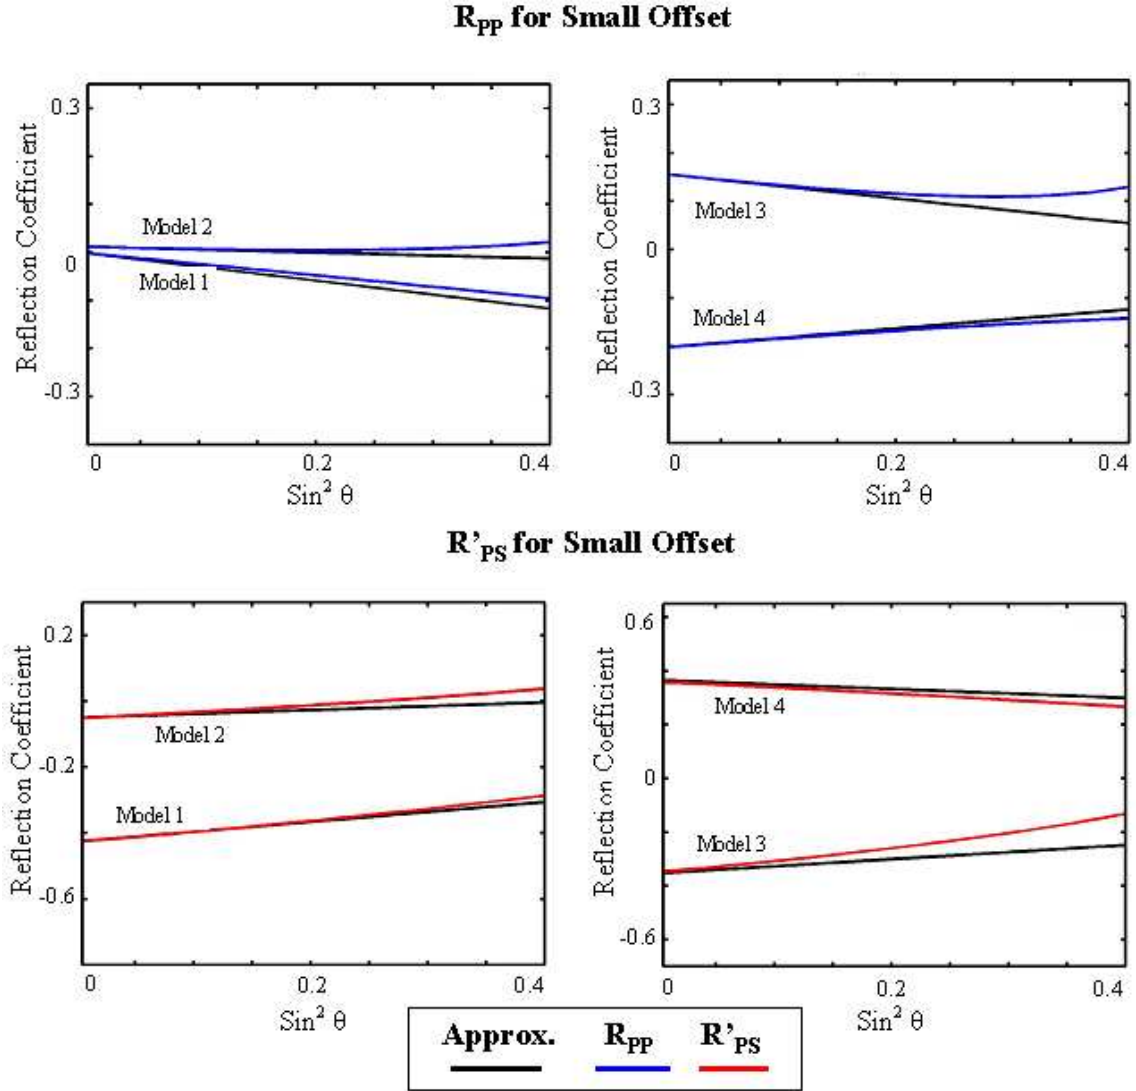 R_PP for Small Offset
Reflection Coefficient
0.3
0
-0.3
Model 2
Model 1
0
0.2
0.4
Sin² θ
Reflection Coefficient
0.3
0
-0.3
Model 3
Model 4
0
0.2
0.4
Sin² θ
R’_PS for Small Offset
Reflection Coefficient
0.2
-0.2
-0.6
Model 2
Model 1
0
0.2
0.4
Sin² θ
Reflection Coefficient
0.6
0
-0.6
Model 4
Model 3
0
0.2
0.4
Sin² θ
Approx. R_PP R’_PS